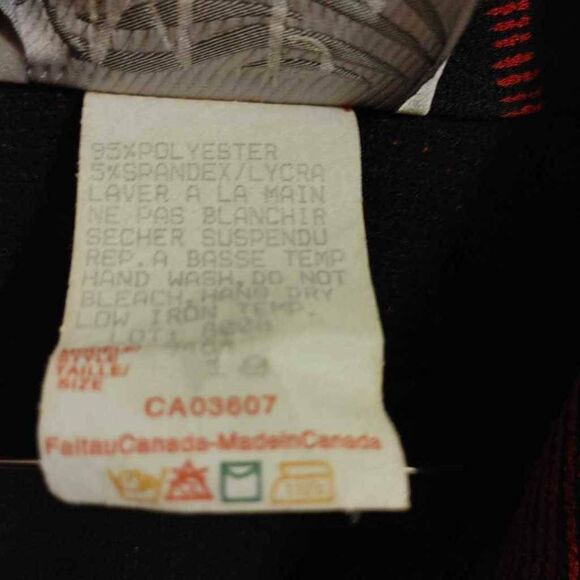 95%POLYESTER
5%SPANDEX/LYCRA
LAVER A LA MAIN
NE PAS BLANCHIR
SECHER SUSPENDU
REP.A BASSE TEMP
HAND WASH,DO NOT
BLEACH,HANG DRY
LOW IRON TEMP.
STYLE
TAILLE/
SIZE
CA03607
FaitauCanada-MadeinCanada